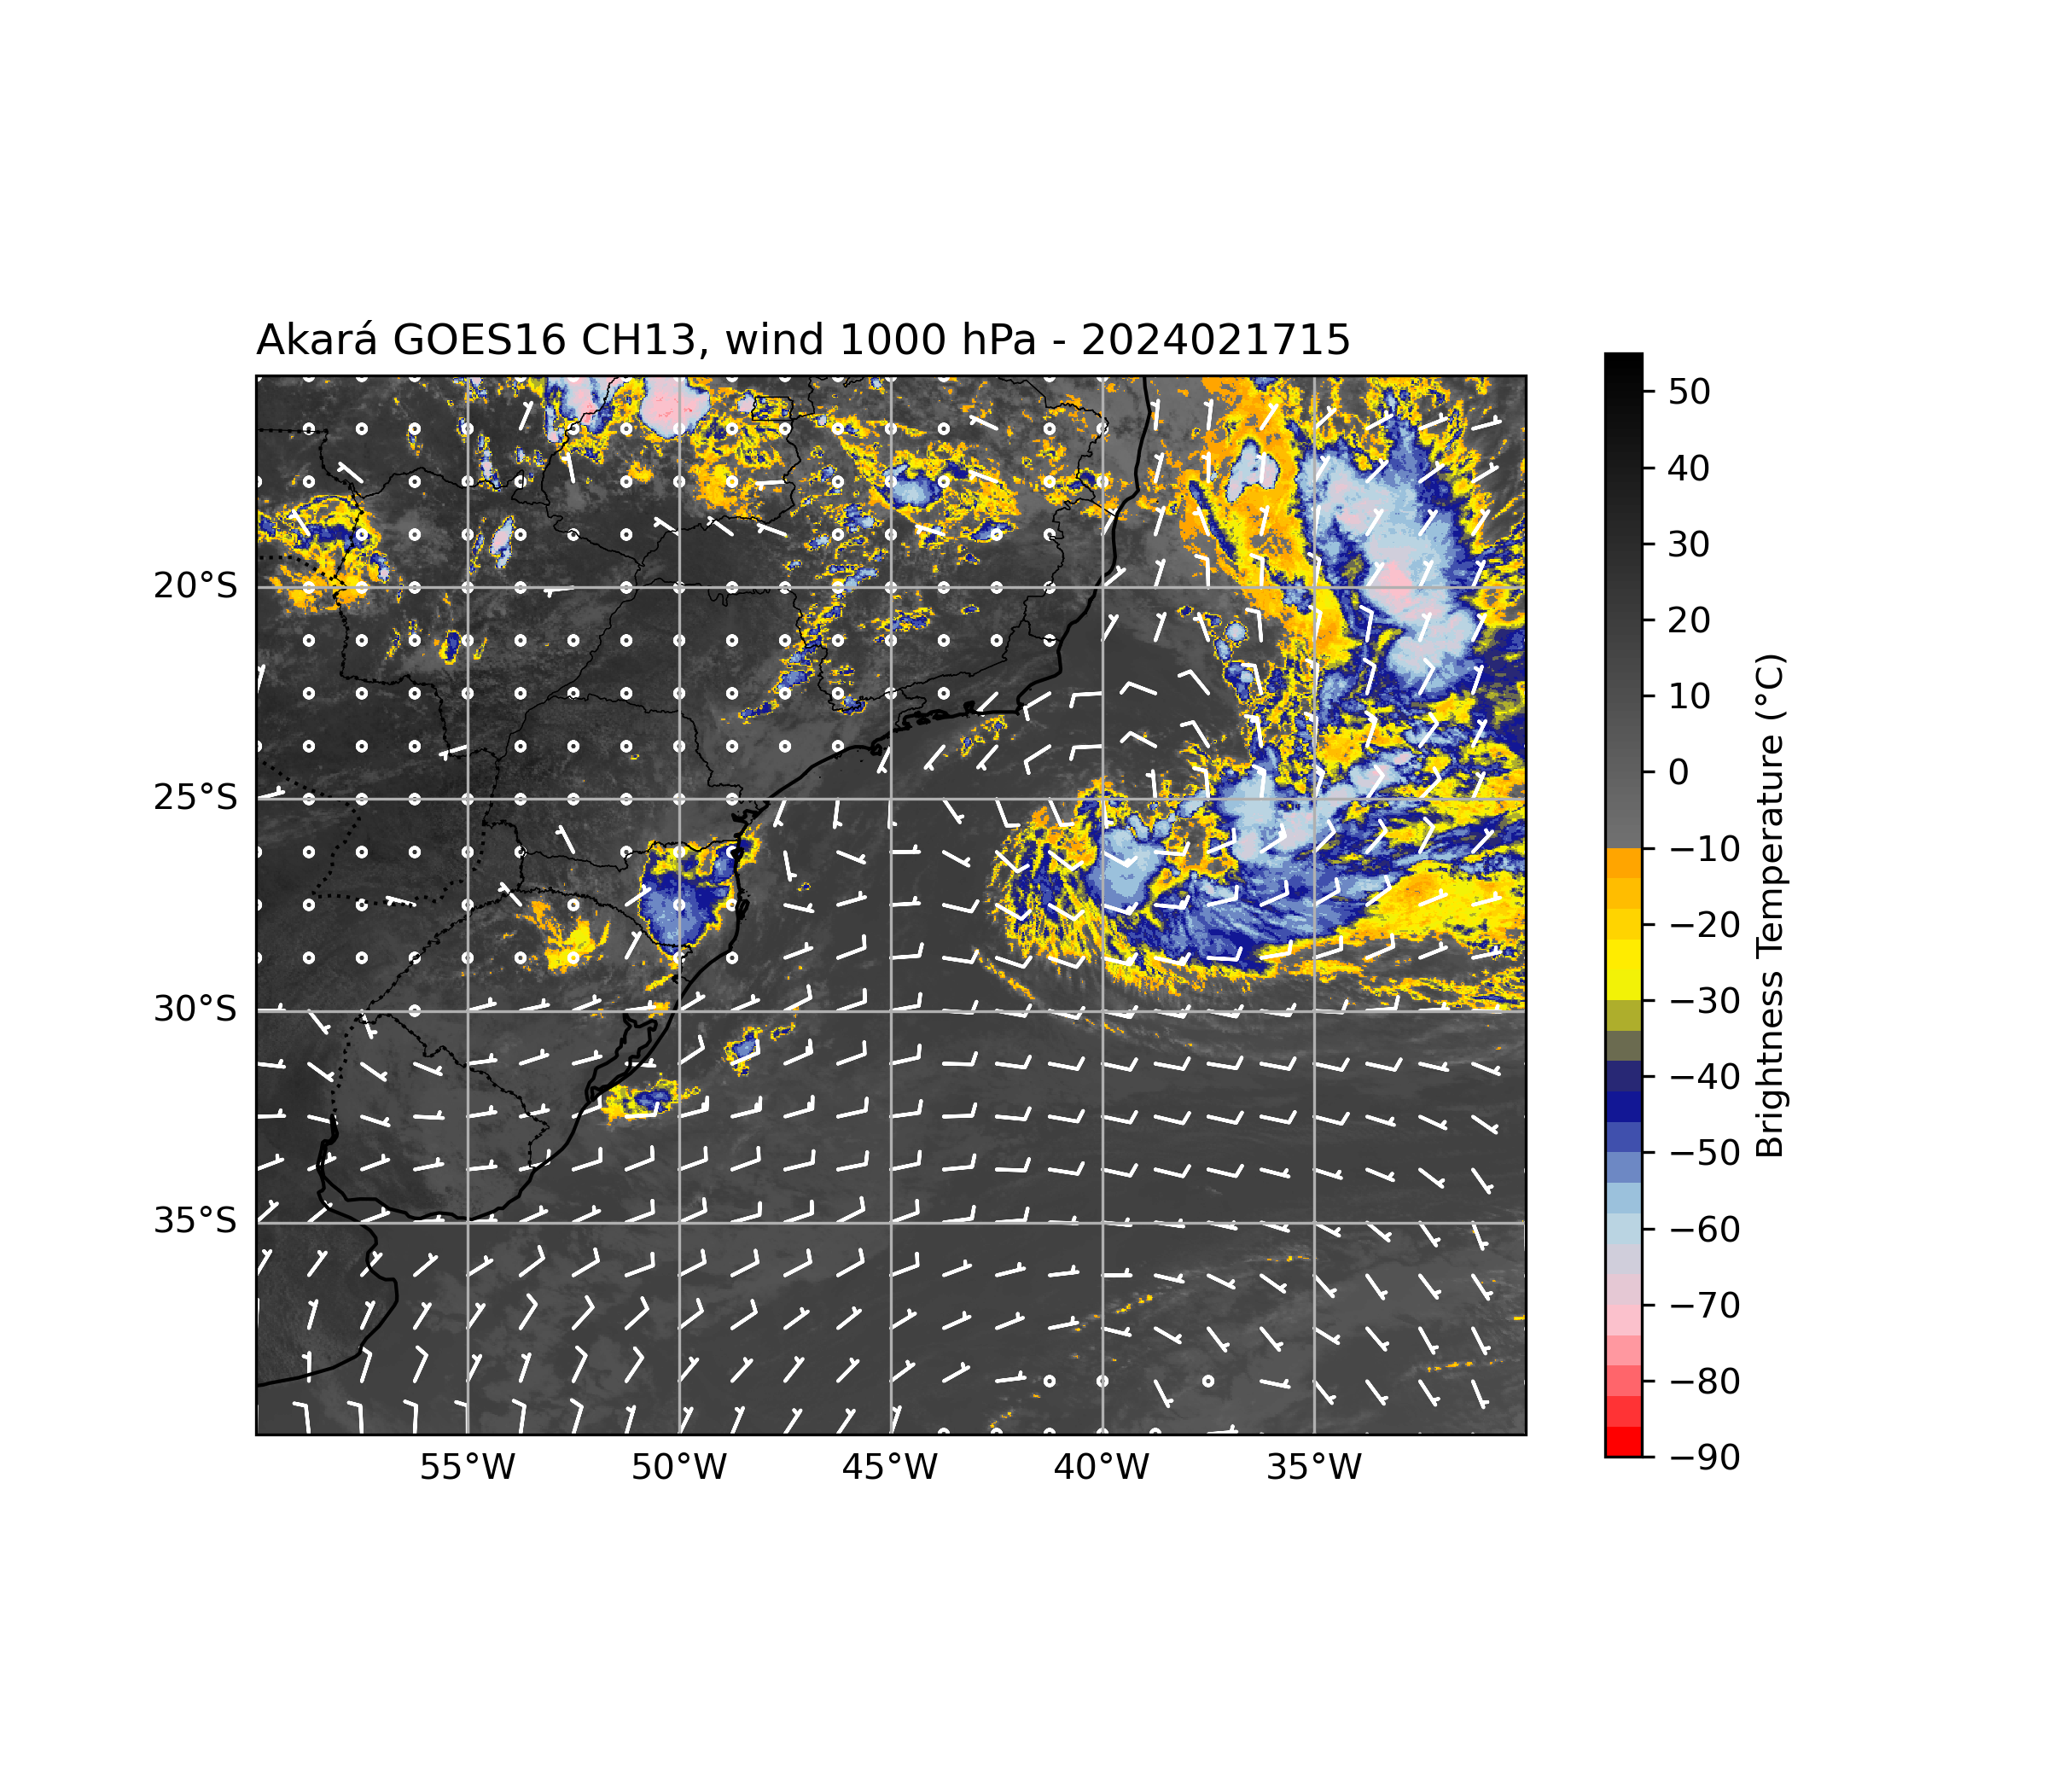 Akará GOES16 CH13, wind 1000 hPa - 2024021715
20°S
25°S
30°S
35°S
55°W
50°W
45°W
40°W
35°W
50
40
30
20
10
0
−10
−20
−30
−40
−50
−60
−70
−80
−90
Brightness Temperature (°C)